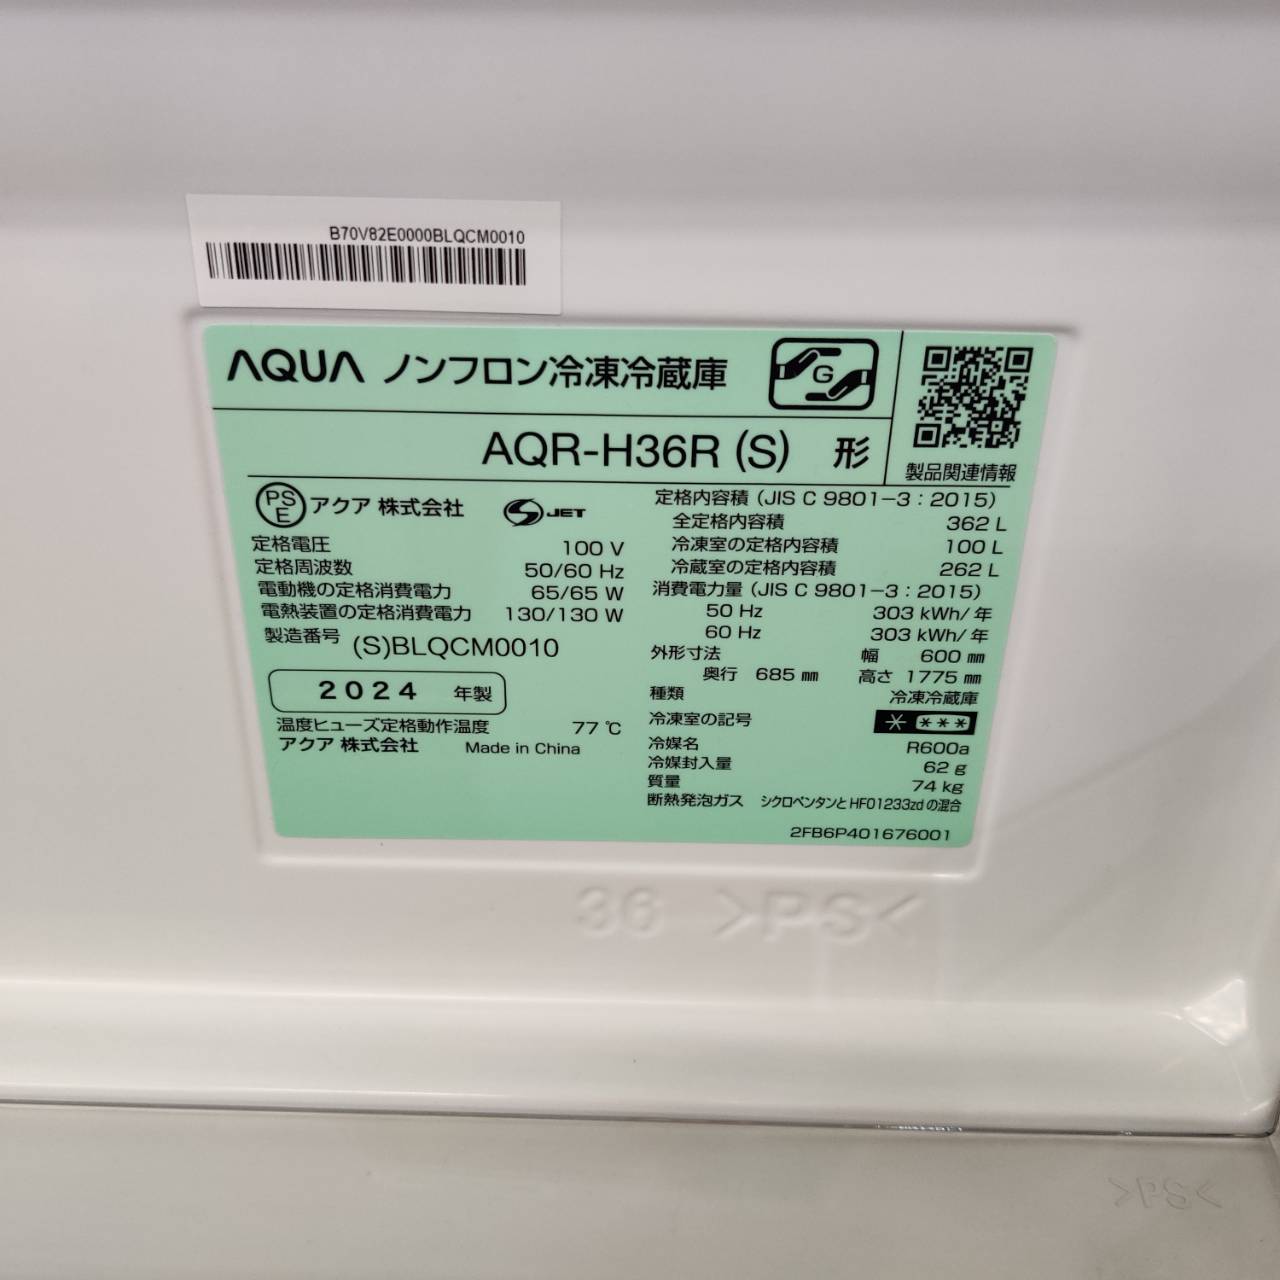 B70V82E0000BLQCM0010
AQUA ノンフロン冷凍冷蔵庫
G
AQR-H36R (S) 形
製品関連情報
PSE アクア 株式会社 S JET
定格電圧 100 V
定格周波数 50/60 Hz
電動機の定格消費電力 65/65 W
電熱装置の定格消費電力 130/130 W
製造番号 (S)BLQCM0010
2024 年製
温度ヒューズ定格動作温度 77 ℃
アクア 株式会社 Made in China
定格内容積 (JIS C 9801-3：2015)
全定格内容積 362 L
冷凍室の定格内容積 100 L
冷蔵室の定格内容積 262 L
消費電力量 (JIS C 9801-3：2015)
50 Hz 303 kWh/年
60 Hz 303 kWh/年
外形寸法 幅 600 ㎜
奥行 685 ㎜ 高さ 1775 ㎜
種類 冷凍冷蔵庫
冷凍室の記号 * ***
冷媒名 R600a
冷媒封入量 62 g
質量 74 kg
断熱発泡ガス シクロペンタンとHFO1233zdの混合
2FB6P401676001
36 >PS<
>PS<